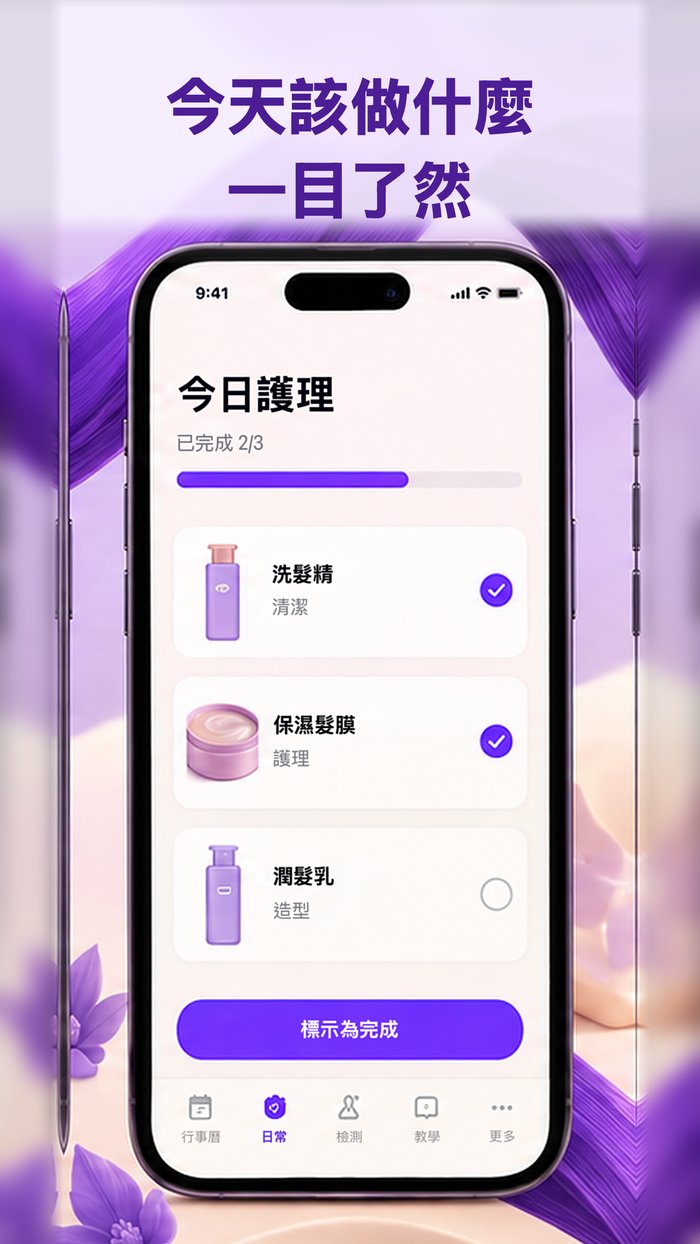 今天該做什麼
一目了然
9:41
今日護理
已完成 2/3
洗髮精
清潔
保濕髮膜
護理
潤髮乳
造型
標示為完成
行事曆
日常
檢測
教學
更多